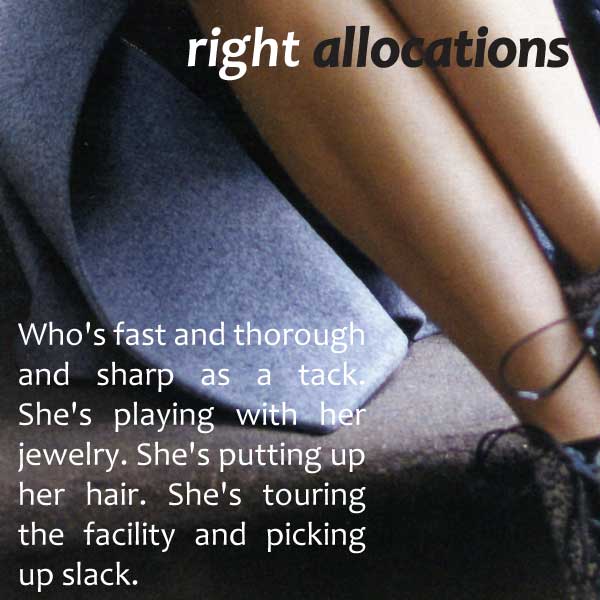 right allocations
Who's fast and thorough
and sharp as a tack.
She's playing with her
jewelry. She's putting up
her hair. She's touring
the facility and picking
up slack.